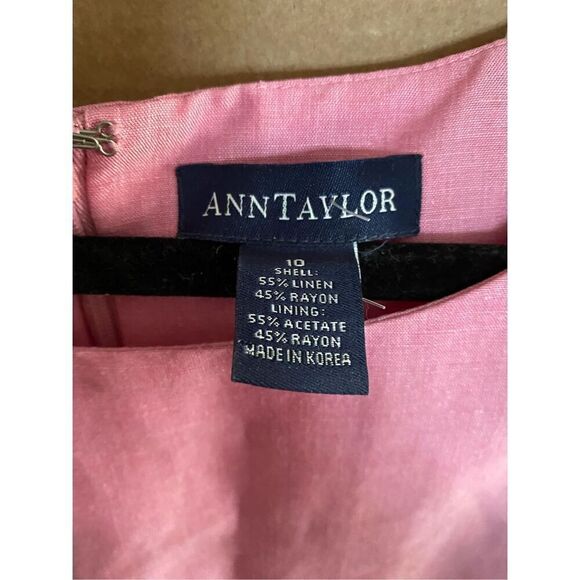 ANNTAYLOR
10
SHELL:
55% LINEN
45% RAYON
LINING:
55% ACETATE
45% RAYON
MADE IN KOREA